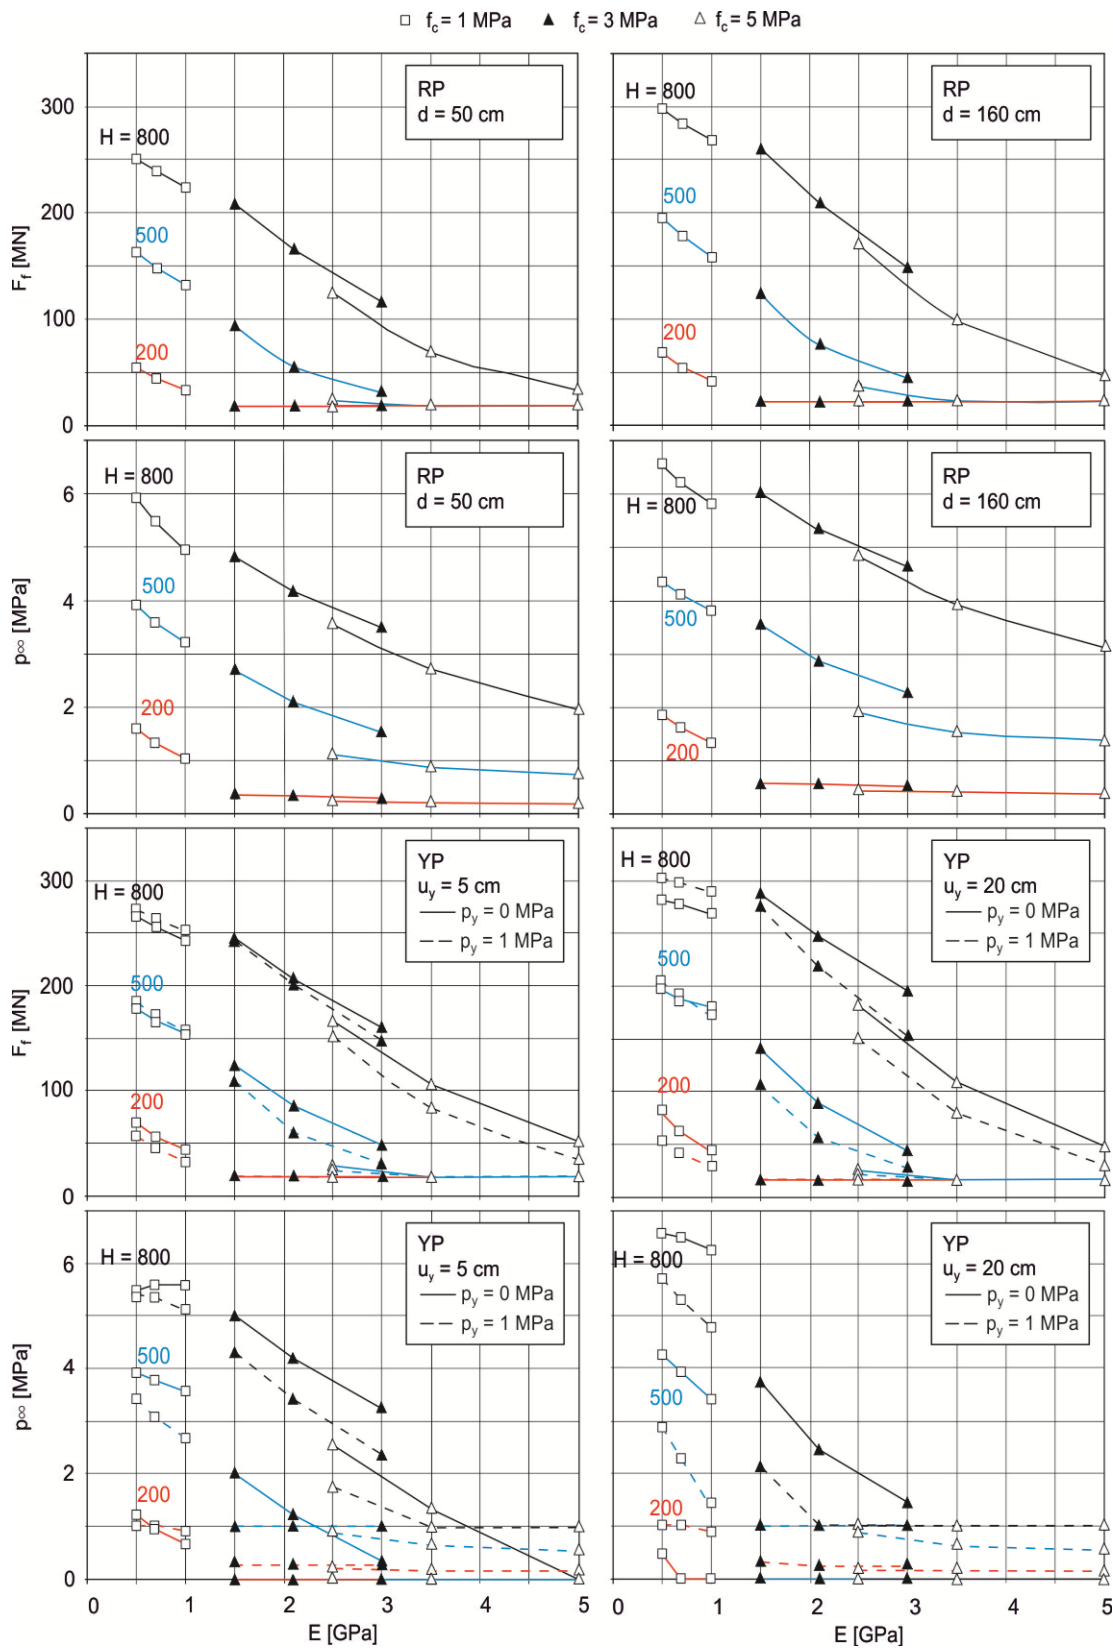 □ f_c = 1 MPa ▲ f_c = 3 MPa △ f_c = 5 MPa
RP
d = 50 cm
H = 800
500
200
F_f [MN]
300
200
100
0
RP
d = 160 cm
H = 800
500
200
RP
d = 50 cm
H = 800
500
200
p∞ [MPa]
6
4
2
0
RP
d = 160 cm
H = 800
500
200
YP
u_y = 5 cm
p_y = 0 MPa
p_y = 1 MPa
H = 800
500
200
F_f [MN]
300
200
100
0
YP
u_y = 20 cm
p_y = 0 MPa
p_y = 1 MPa
H = 800
500
200
YP
u_y = 5 cm
p_y = 0 MPa
p_y = 1 MPa
H = 800
500
200
p∞ [MPa]
6
4
2
0
0 1 2 3 4 5
E [GPa]
YP
u_y = 20 cm
p_y = 0 MPa
p_y = 1 MPa
H = 800
500
200
0 1 2 3 4 5
E [GPa]